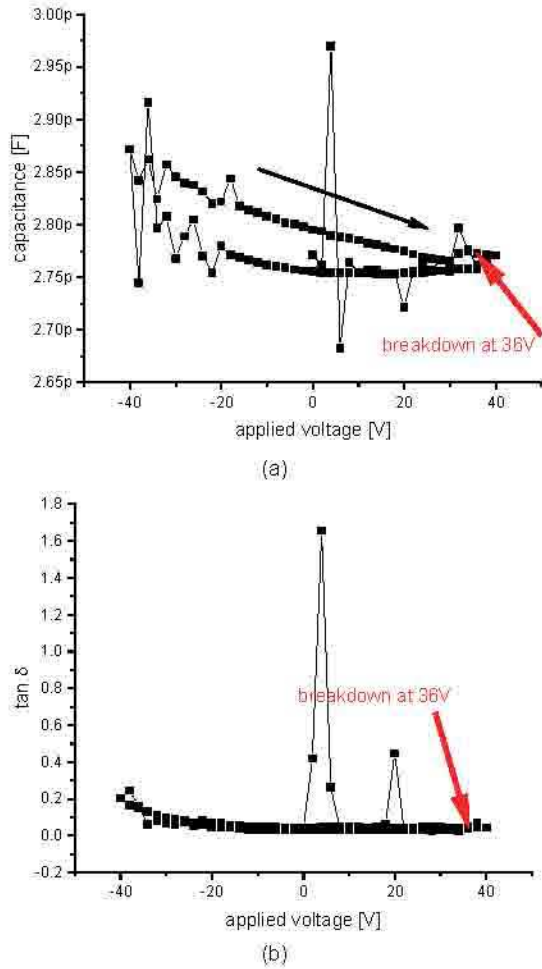 3.00p
2.95p
2.90p
2.85p
2.80p
2.75p
2.70p
2.65p
capacitance [F]
breakdown at 36V
-40 -20 0 20 40
applied voltage [V]
(a)
1.8
1.6
1.4
1.2
1.0
0.8
0.6
0.4
0.2
0.0
-0.2
tan δ
breakdown at 36V
-40 -20 0 20 40
applied voltage [V]
(b)